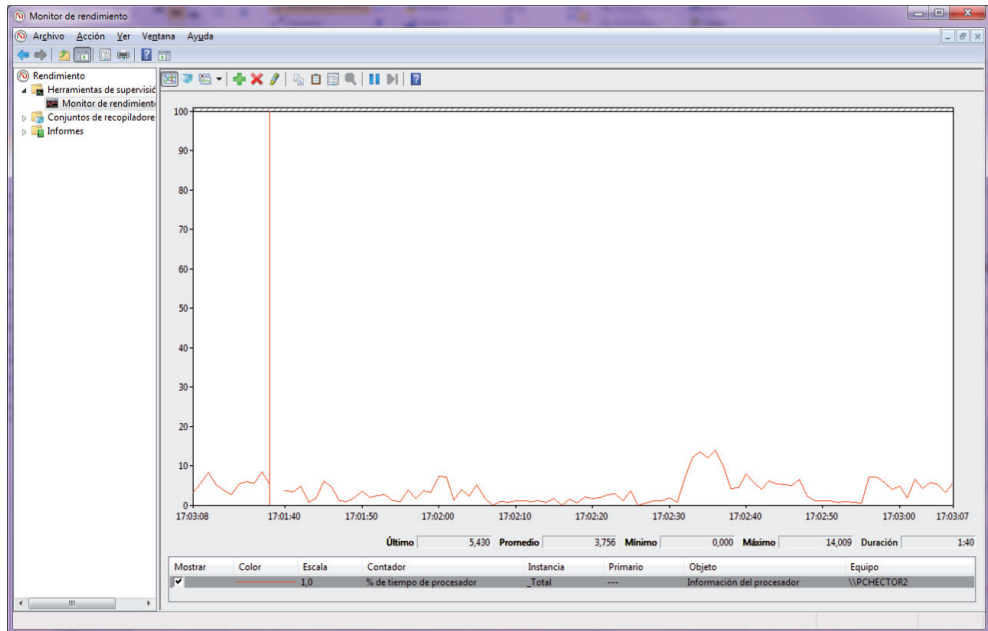 Monitor de rendimiento
Archivo Acción Ver Ventana Ayuda
Rendimiento
Herramientas de supervisió
Monitor de rendimiento
Conjuntos de recopiladore
Informes
100
90
80
70
60
50
40
30
20
10
0
17:03:08 17:01:40 17:01:50 17:02:00 17:02:10 17:02:20 17:02:30 17:02:40 17:02:50 17:03:00 17:03:07
Último 5,430 Promedio 3,756 Mínimo 0,000 Máximo 14,009 Duración 1:40
Mostrar Color Escala Contador Instancia Primario Objeto Equipo
1,0 % de tiempo de procesador _Total --- Información del procesador \\PCHECTOR2